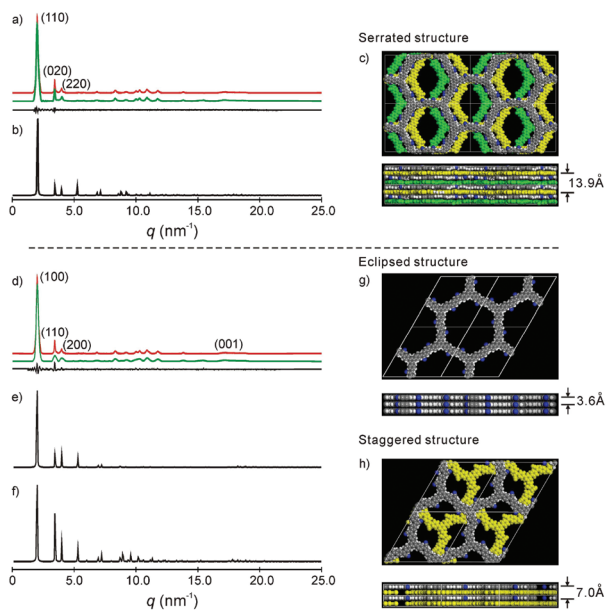 a)
(110)
(020)
(220)
b)
0
5.0
10.0
15.0
20.0
25.0
q (nm⁻¹)
Serrated structure
c)
13.9Å
d)
(100)
(110)
(200)
(001)
e)
f)
0
5.0
10.0
15.0
20.0
25.0
q (nm⁻¹)
Eclipsed structure
g)
3.6Å
Staggered structure
h)
7.0Å